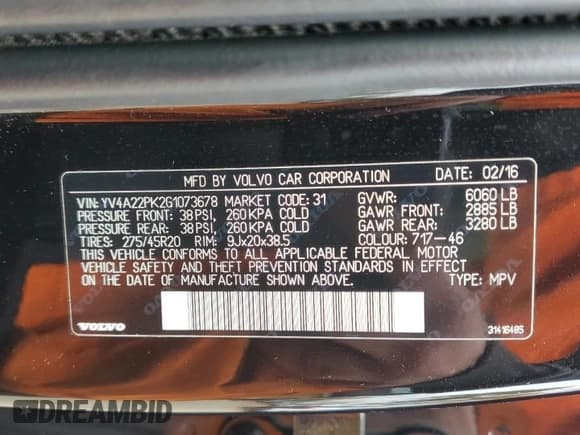 MFD BY VOLVO CAR CORPORATION DATE: 02/16
VIN: YV4A22PK2G1073678 MARKET CODE: 31 GVWR: 6060 LB
PRESSURE FRONT: 38 PSI, 260 KPA COLD GAWR FRONT: 2885 LB
PRESSURE REAR: 38 PSI, 260 KPA COLD GAWR REAR: 3280 LB
TIRES: 275/45R20 RIM: 9Jx20x38.5 COLOUR: 717-46
THIS VEHICLE CONFORMS TO ALL APPLICABLE FEDERAL MOTOR
VEHICLE SAFETY AND THEFT PREVENTION STANDARDS IN EFFECT
ON THE DATE OF MANUFACTURE SHOWN ABOVE. TYPE: MPV
VOLVO 31416485
DREAMBID